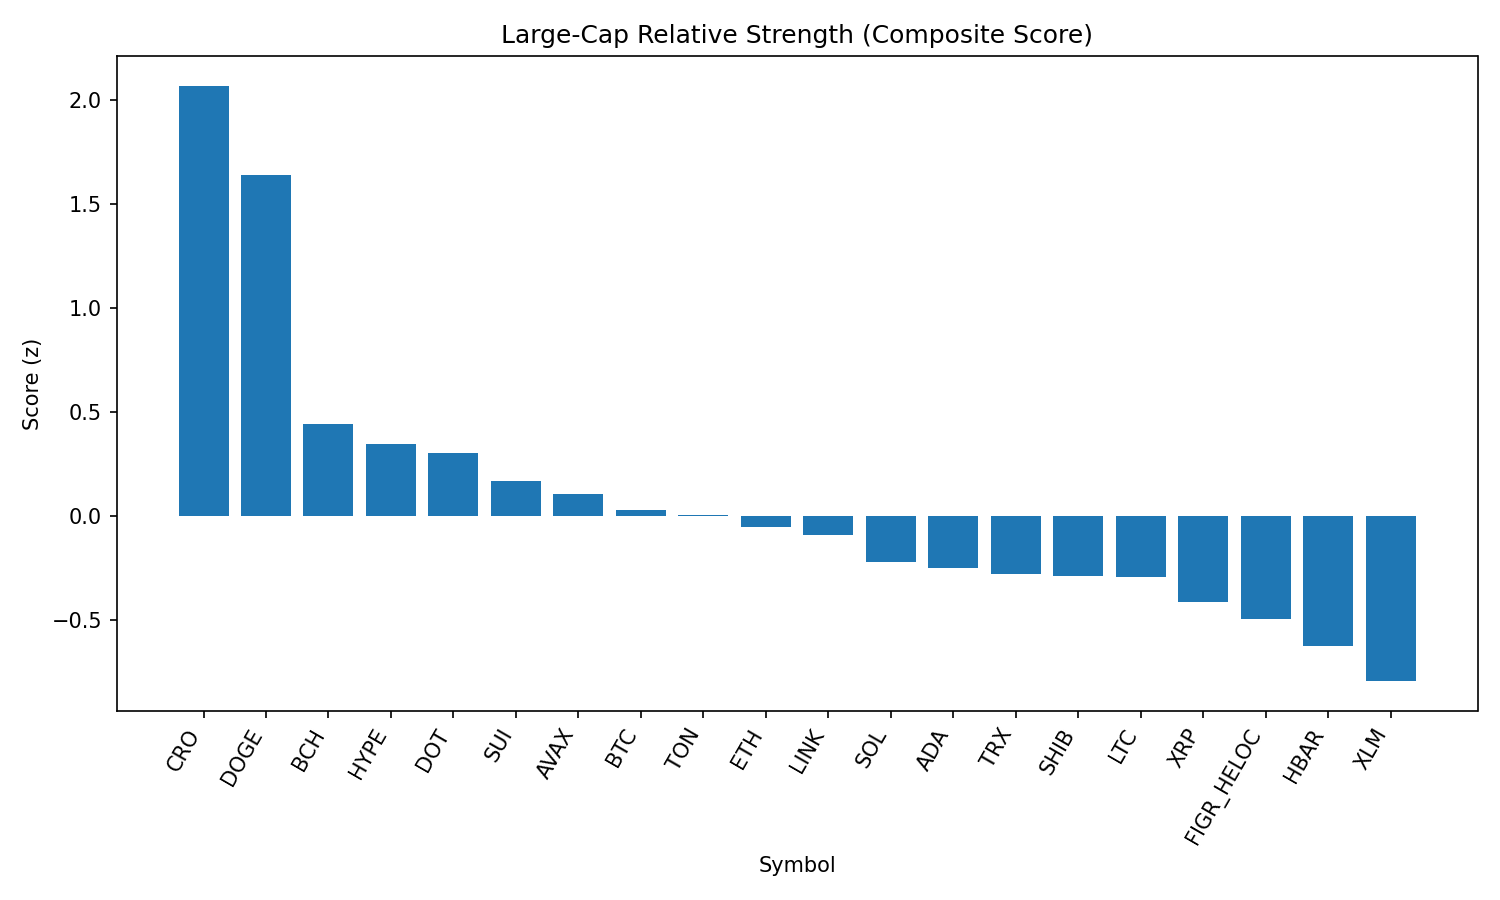 Large-Cap Relative Strength (Composite Score)
Score (z)
2.0
1.5
1.0
0.5
0.0
−0.5
CRO
DOGE
BCH
HYPE
DOT
SUI
AVAX
BTC
TON
ETH
LINK
SOL
ADA
TRX
SHIB
LTC
XRP
FIGR_HELOC
HBAR
XLM
Symbol